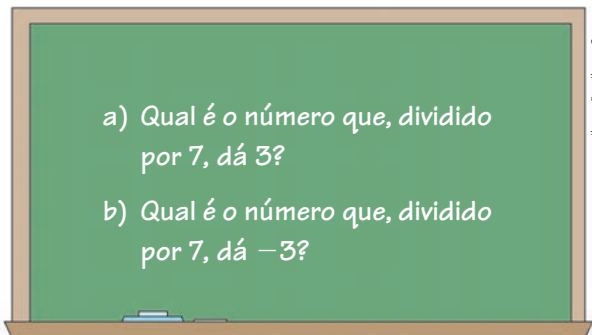 a) Qual é o número que, dividido
por 7, dá 3?
b) Qual é o número que, dividido
por 7, dá −3?